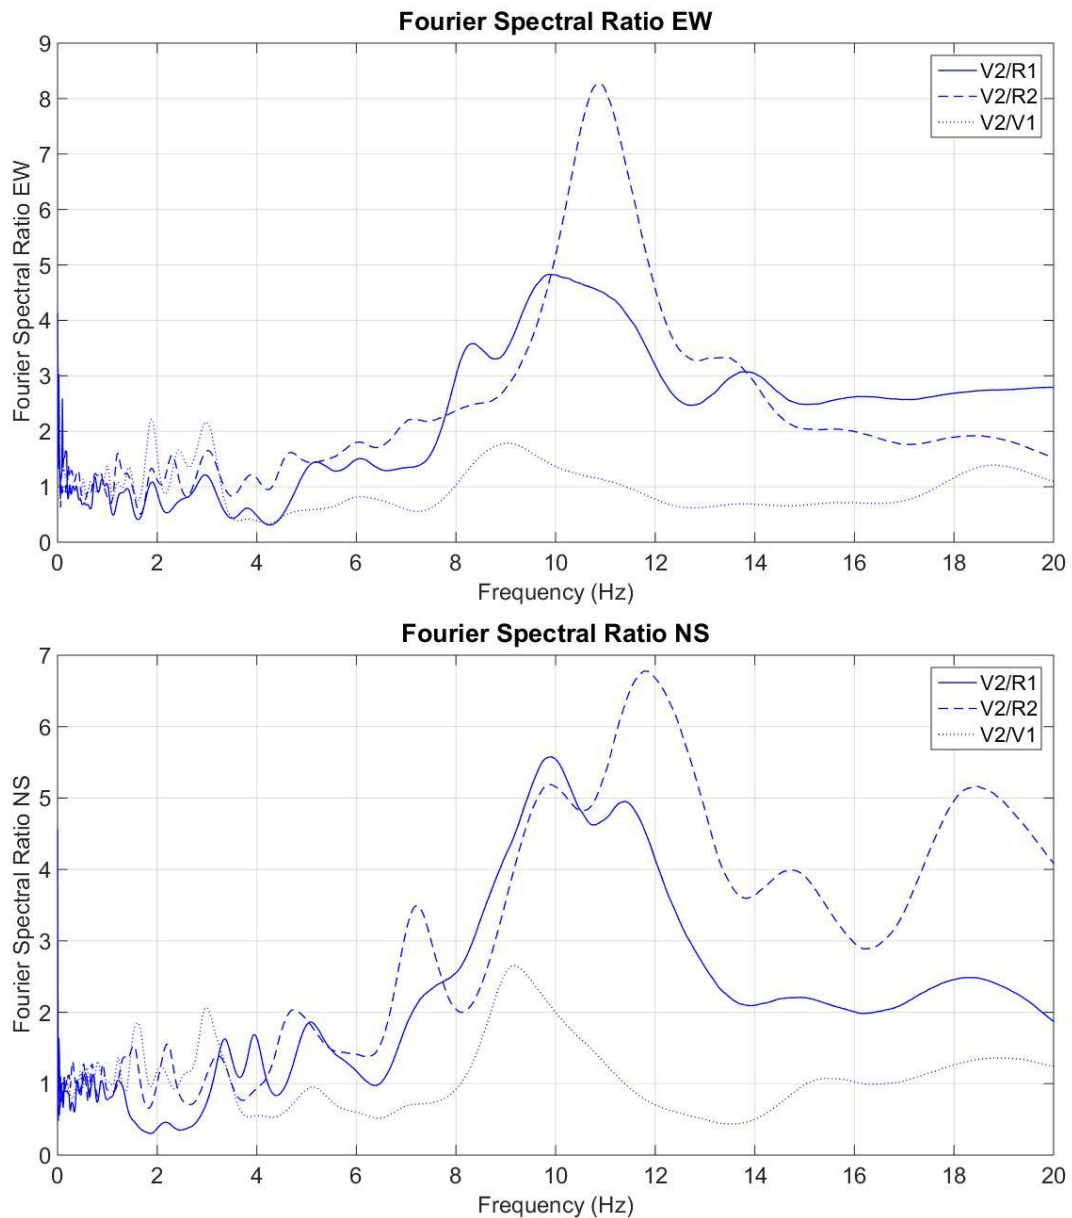 Fourier Spectral Ratio EW
9
8
7
6
5
4
3
2
1
0
Fourier Spectral Ratio EW
V2/R1
V2/R2
V2/V1
0 2 4 6 8 10 12 14 16 18 20
Frequency (Hz)
Fourier Spectral Ratio NS
7
6
5
4
3
2
1
0
Fourier Spectral Ratio NS
V2/R1
V2/R2
V2/V1
0 2 4 6 8 10 12 14 16 18 20
Frequency (Hz)